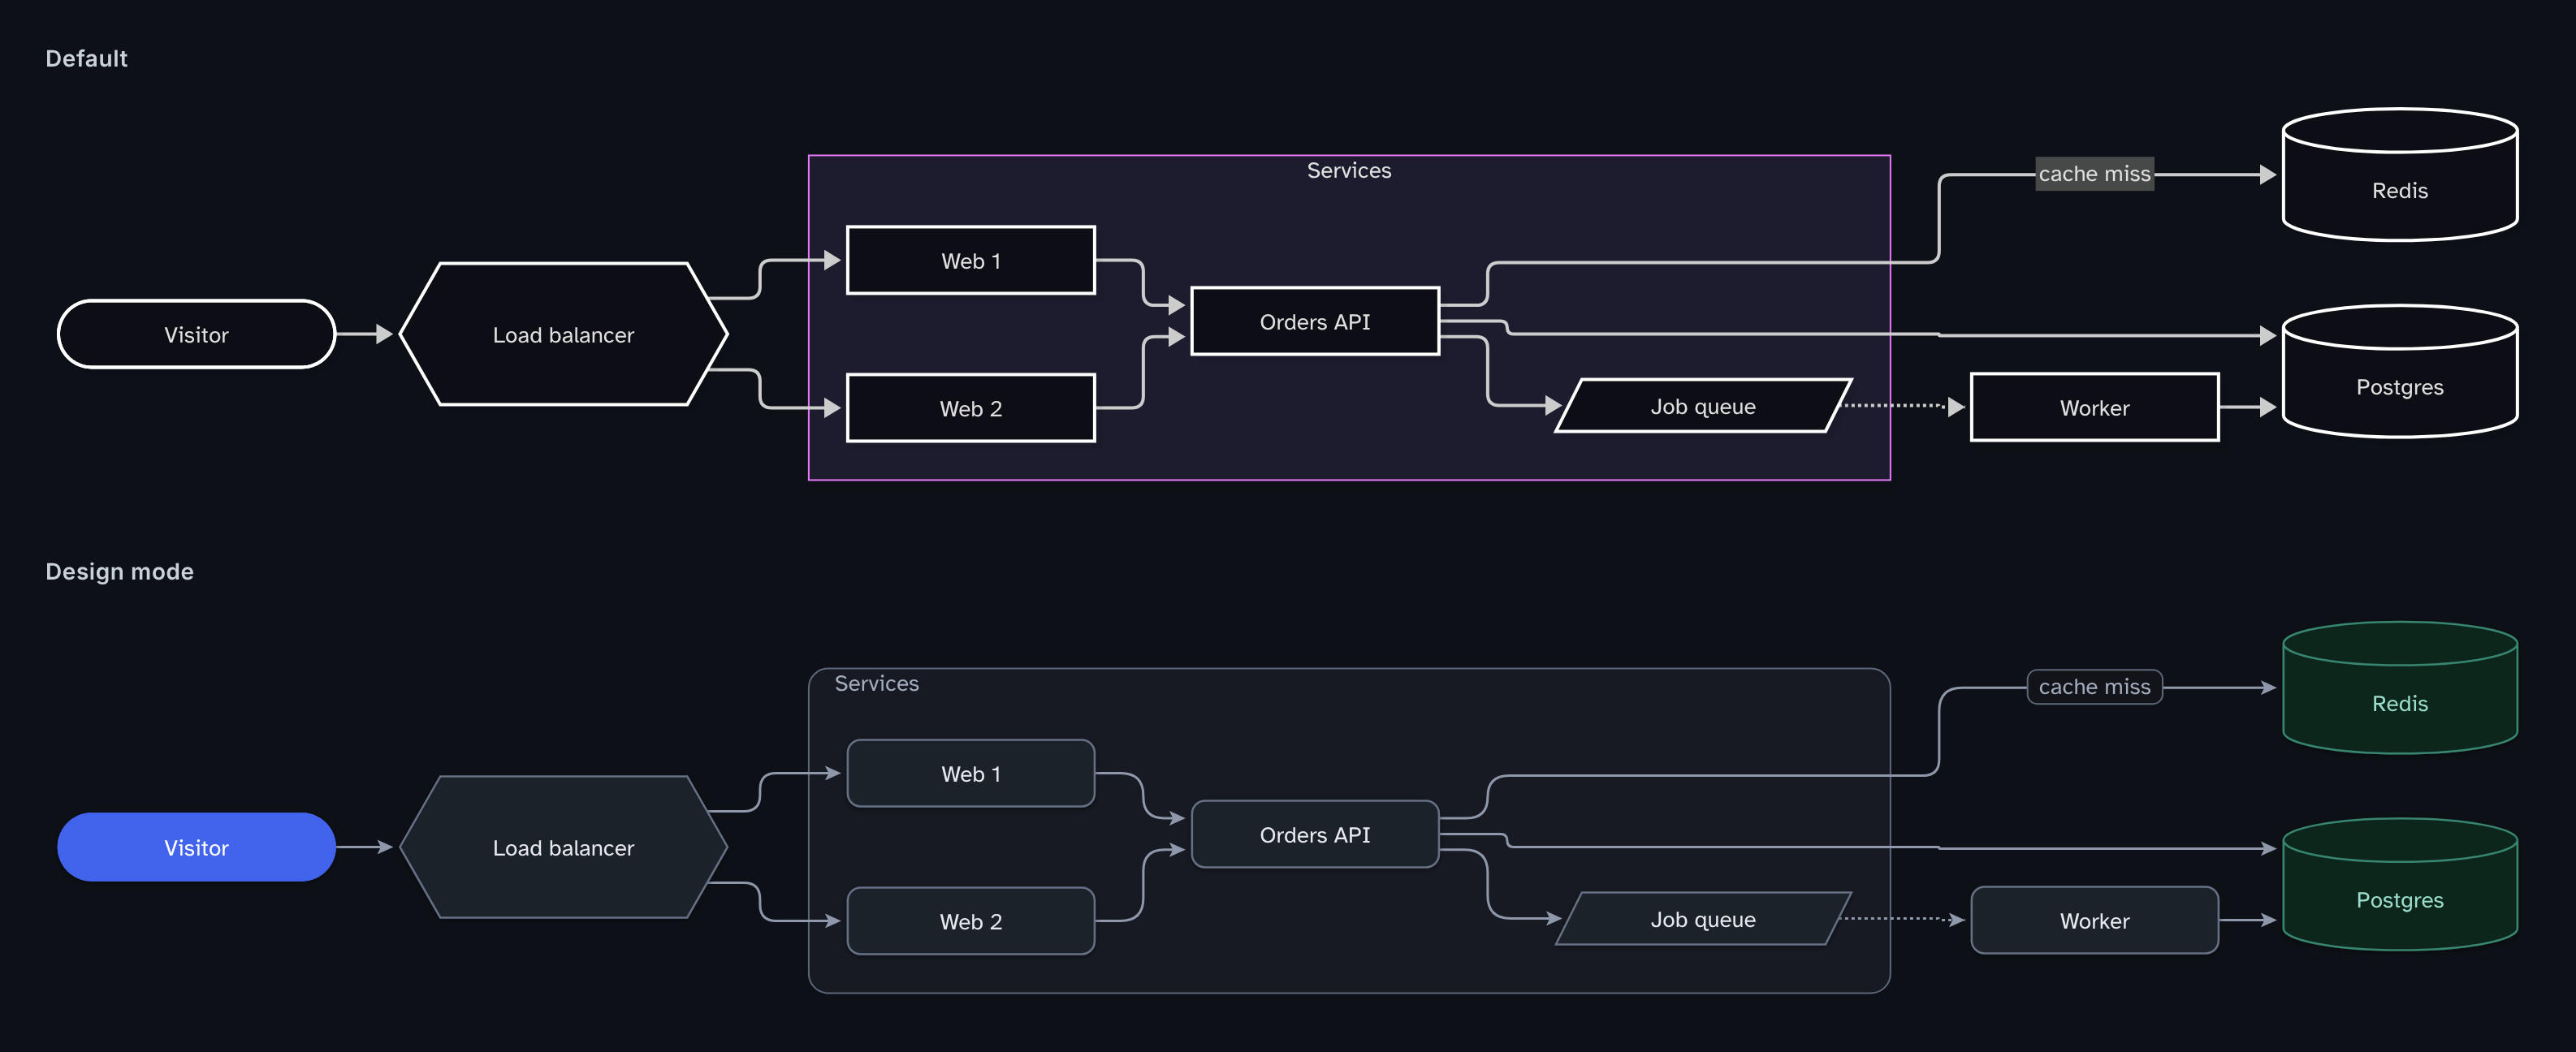 Default
Services
cache miss
Redis
Web 1
Visitor
Load balancer
Orders API
Web 2
Job queue
Worker
Postgres
Design mode
Services
cache miss
Redis
Web 1
Visitor
Load balancer
Orders API
Web 2
Job queue
Worker
Postgres